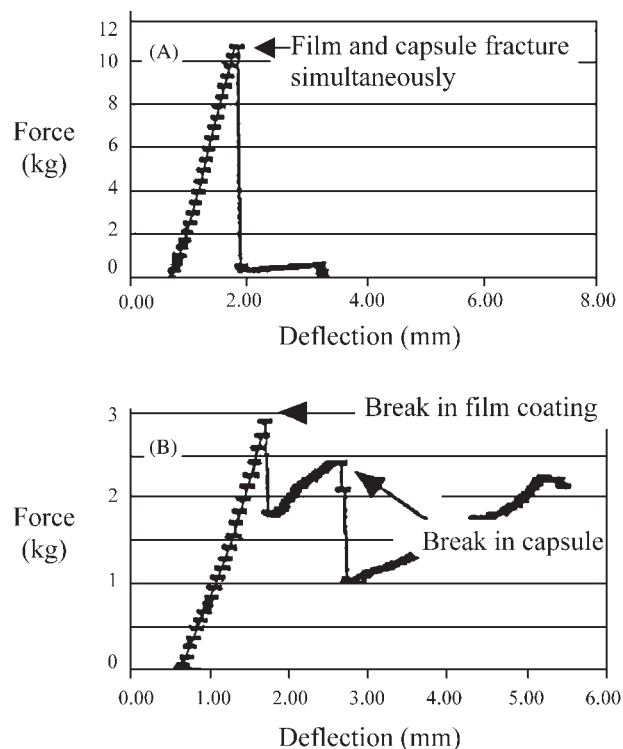 12
(A)
Film and capsule fracture
simultaneously
10
8
Force
(kg)
6
4
2
0
0.00 2.00 4.00 6.00 8.00
Deflection (mm)
3
Break in film coating
(B)
2
Force
(kg)
Break in capsule
1
0
0.00 1.00 2.00 3.00 4.00 5.00 6.00
Deflection (mm)